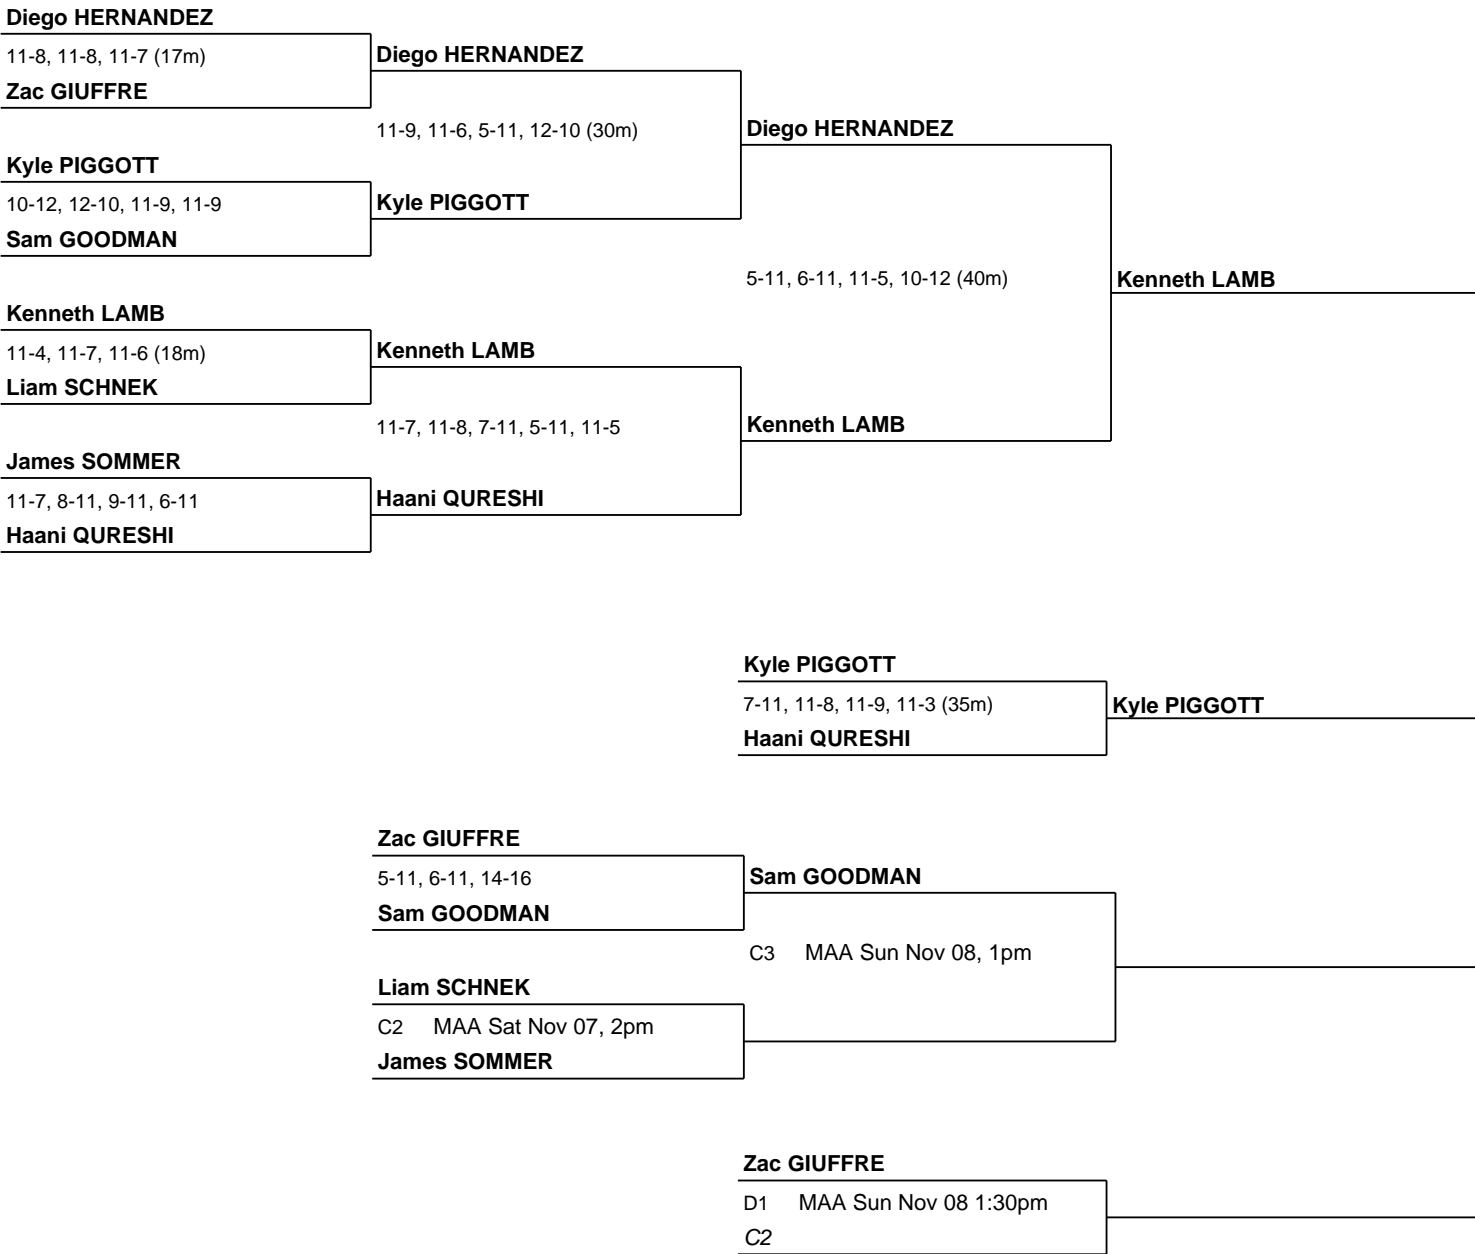 Diego HERNANDEZ
11-8, 11-8, 11-7 (17m)
Zac GIUFFRE
Diego HERNANDEZ
11-9, 11-6, 5-11, 12-10 (30m)
Kyle PIGGOTT
10-12, 12-10, 11-9, 11-9
Sam GOODMAN
Kyle PIGGOTT
Diego HERNANDEZ
5-11, 6-11, 11-5, 10-12 (40m)
Kenneth LAMB
Kenneth LAMB
11-4, 11-7, 11-6 (18m)
Liam SCHNEK
Kenneth LAMB
11-7, 11-8, 7-11, 5-11, 11-5
Kenneth LAMB
James SOMMER
11-7, 8-11, 9-11, 6-11
Haani QURESHI
Haani QURESHI
Kyle PIGGOTT
7-11, 11-8, 11-9, 11-3 (35m)
Haani QURESHI
Kyle PIGGOTT
Zac GIUFFRE
5-11, 6-11, 14-16
Sam GOODMAN
Sam GOODMAN
C3 MAA Sun Nov 08, 1pm
Liam SCHNEK
C2 MAA Sat Nov 07, 2pm
James SOMMER
Zac GIUFFRE
D1 MAA Sun Nov 08 1:30pm
C2